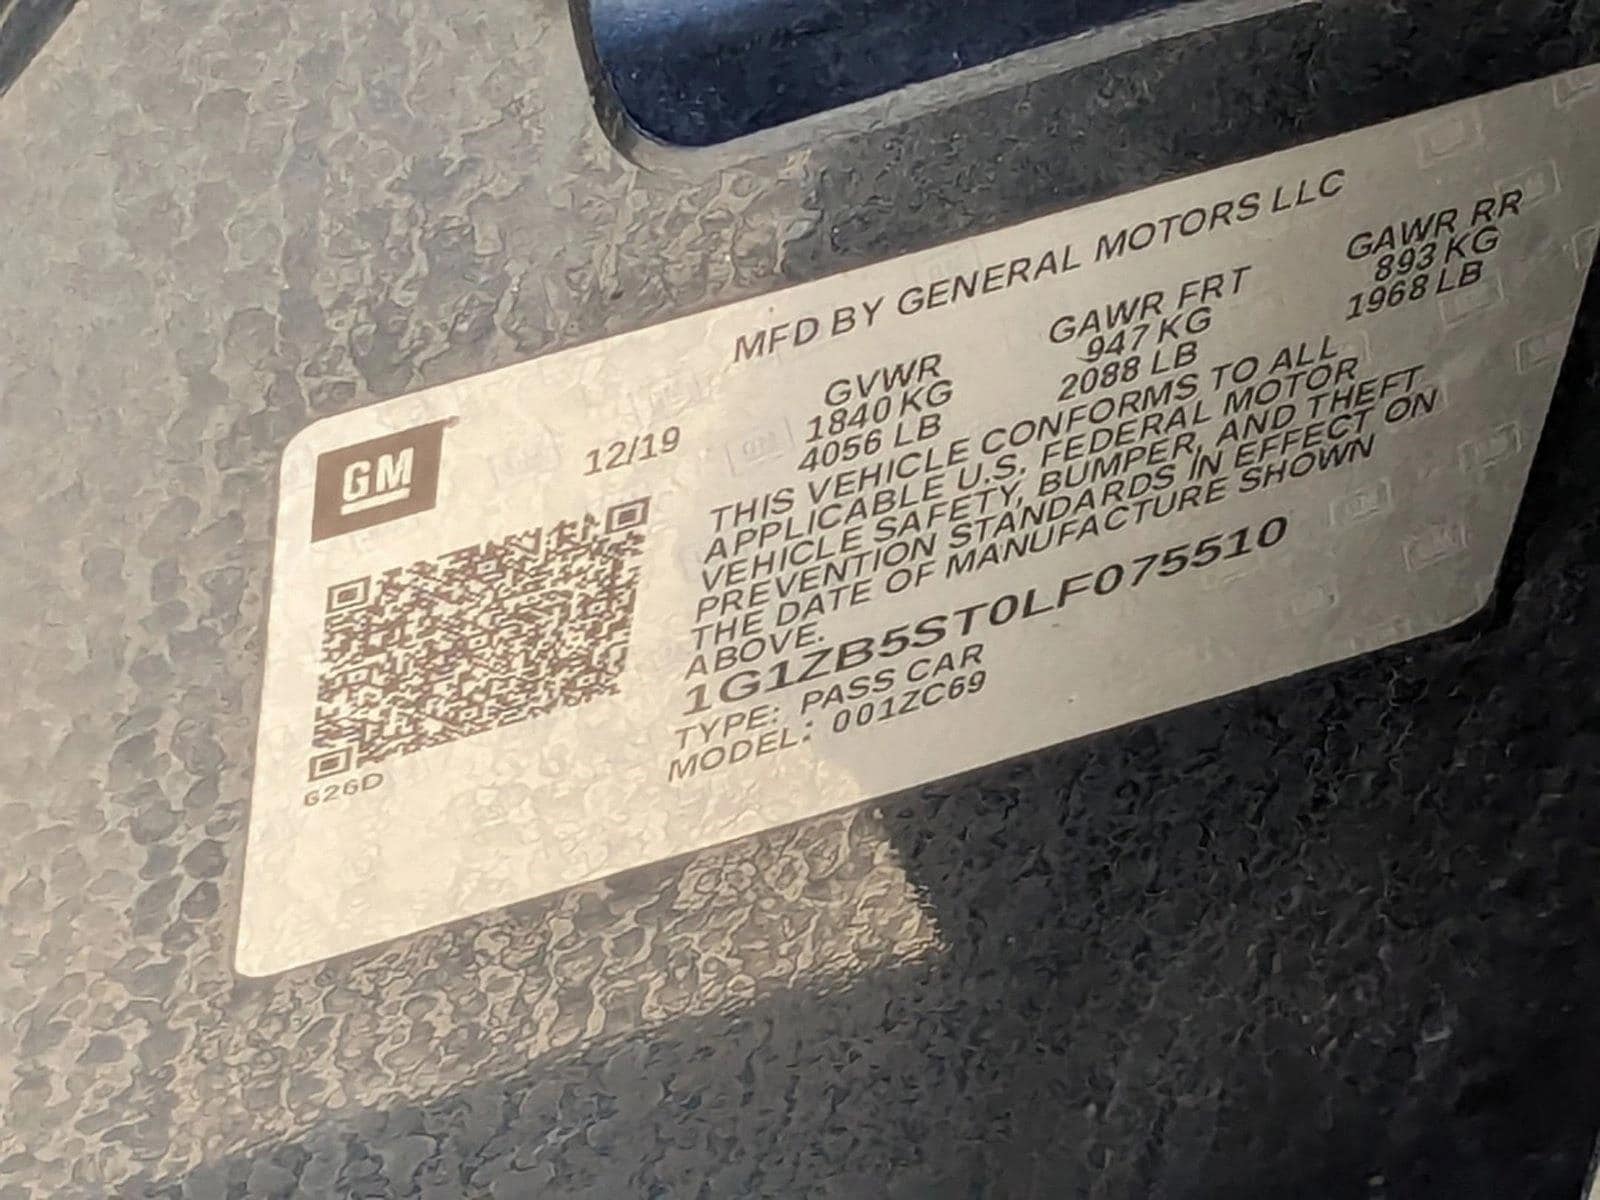 MFD BY GENERAL MOTORS LLC
GM
12/19
GVWR GAWR FRT GAWR RR
1840 KG 947 KG 893 KG
4056 LB 2088 LB 1968 LB
THIS VEHICLE CONFORMS TO ALL
APPLICABLE U.S. FEDERAL MOTOR
VEHICLE SAFETY, BUMPER, AND THEFT
PREVENTION STANDARDS IN EFFECT ON
THE DATE OF MANUFACTURE SHOWN
ABOVE.
1G1ZB5ST0LF075510
TYPE: PASS CAR
MODEL: 001ZC69
G26D